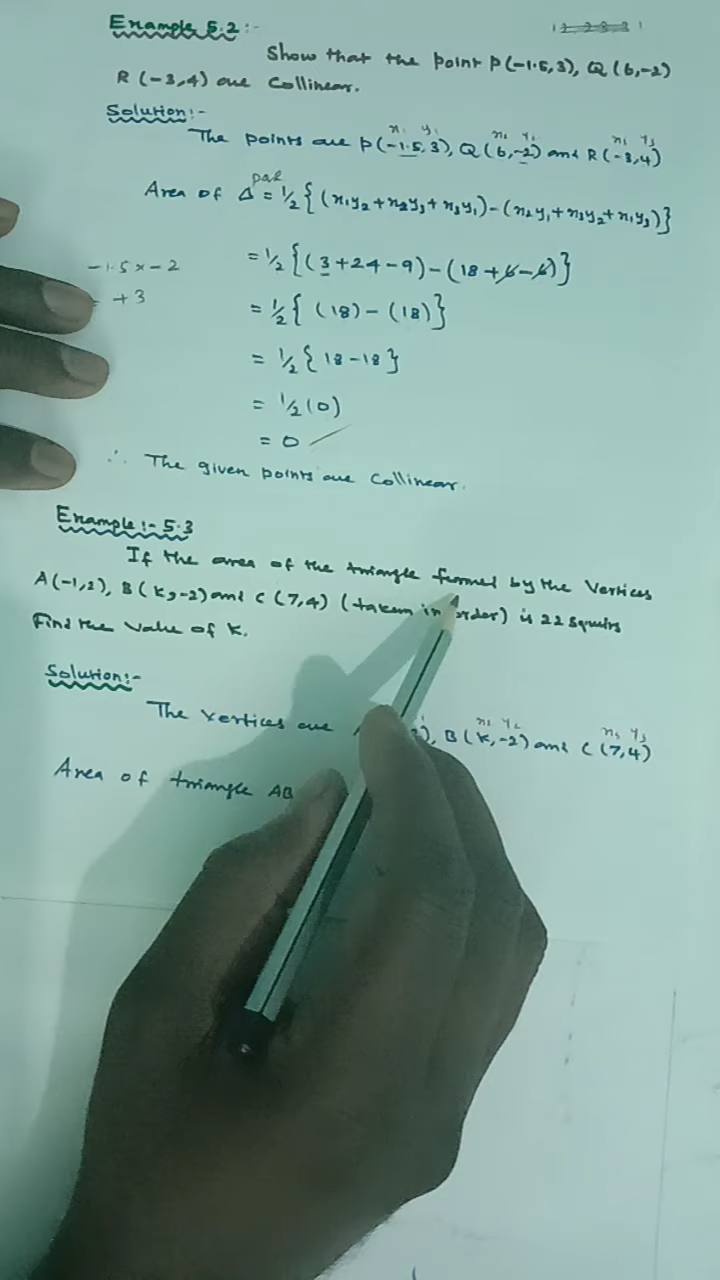 Example 5.2:-
Show that the point P(-1.5,3), Q(6,-2)
R(-3,4) are Collinear.
Solution:-
x₁ y₁ x₂ y₂ x₃ y₃
The points are P(-1.5,3), Q(6,-2) and R(-3,4)
Area of Δ PQR = 1/2{(x₁y₂+x₂y₃+x₃y₁)-(x₂y₁+x₃y₂+x₁y₃)}
= 1/2{(3+24-9)-(18+6-6)}
-1.5x-2
= +3
= 1/2{(18)-(18)}
= 1/2{18-18}
= 1/2(0)
= 0
∴ The given points are Collinear.
Example:- 5.3
If the area of the triangle formed by the Vertices
A(-1,2), B(K,-2) and C(7,4) (taken in order) is 22 squnits
Find the value of K.
Solution:-
x₂ y₂ x₃ y₃
The vertices are B(K,-2) and C(7,4)
Area of triangle AB